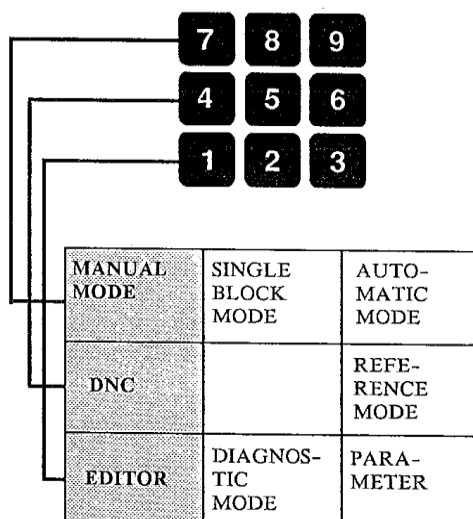 7 8 9
4 5 6
1 2 3
MANUAL MODE
SINGLE BLOCK MODE
AUTO- MATIC MODE
DNC
REFE- RENCE MODE
EDITOR
DIAGNOS- TIC MODE
PARA- METER